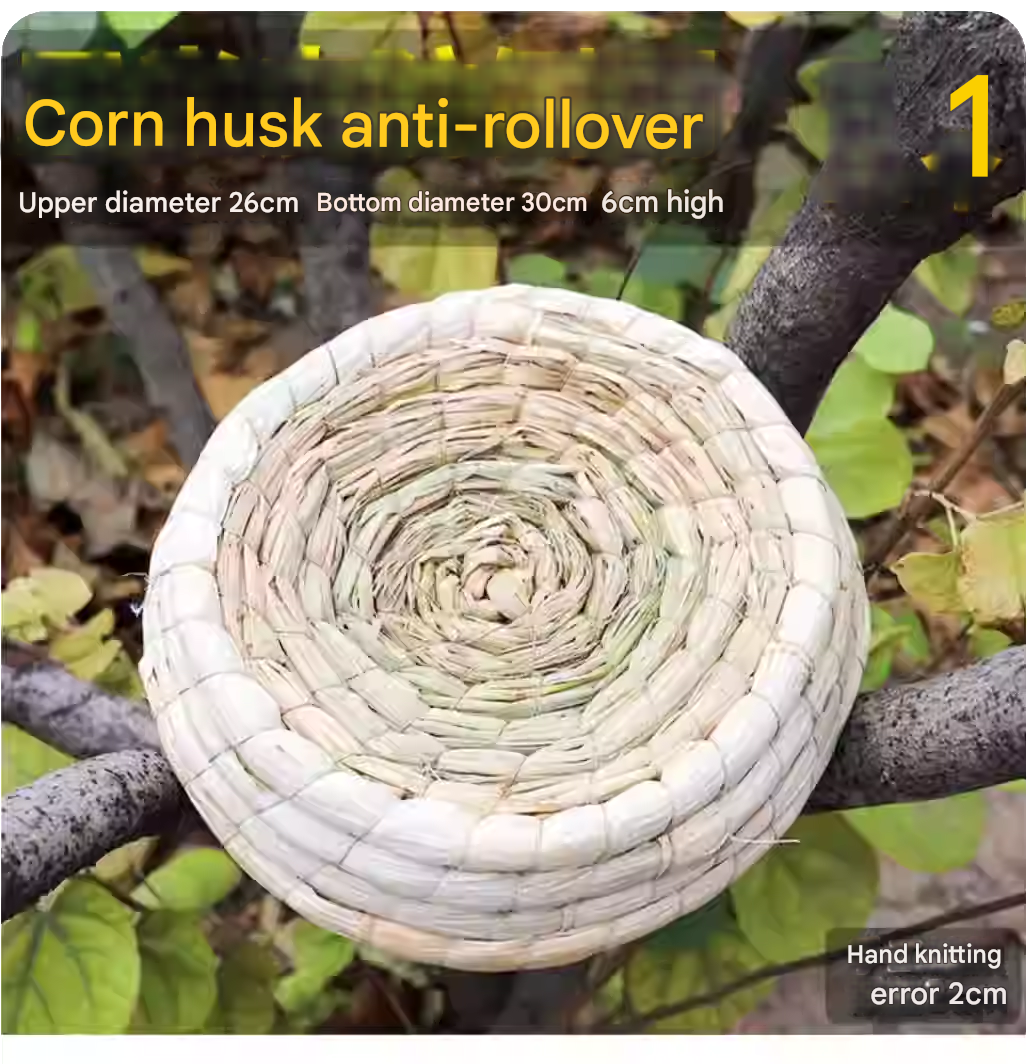 Corn husk anti-rollover
1
Upper diameter 26cm Bottom diameter 30cm 6cm high
Hand knitting
error 2cm